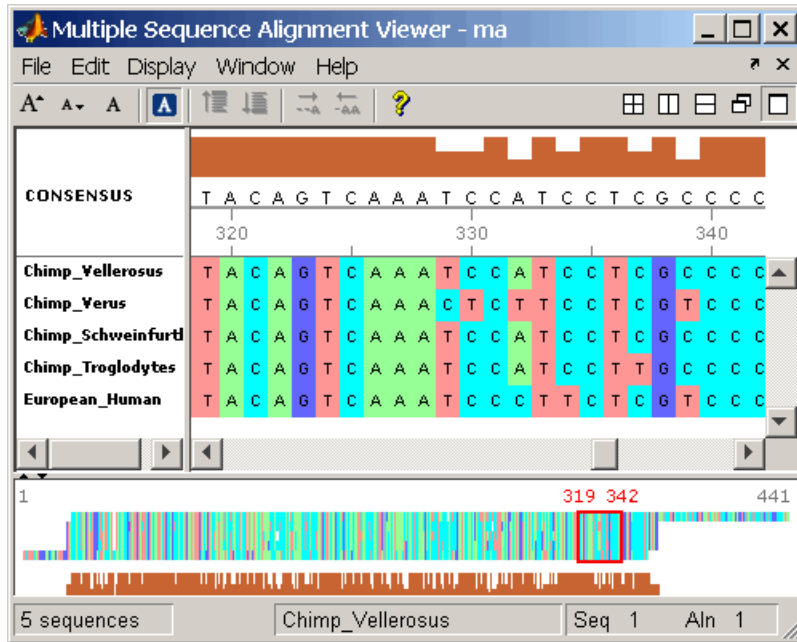 Multiple Sequence Alignment Viewer - ma
File Edit Display Window Help
A A A A --A -AA ?
CONSENSUS T A C A G T C A A A T C C A T C C T C G C C C C
320 330 340
Chimp_Vellerosus T A C A G T C A A A T C C A T C C T C G C C C C
Chimp_Verus T A C A G T C A A A C T C T T C C T C G T C C C
Chimp_Schweinfurtl T A C A G T C A A A T C C A T C C T C G C C C C
Chimp_Troglodytes T A C A G T C A A A T C C A T C C T T G C C C C
European_Human T A C A G T C A A A T C C C T T C T C G T C C C
1 319 342 441
5 sequences Chimp_Vellerosus Seq 1 Aln 1